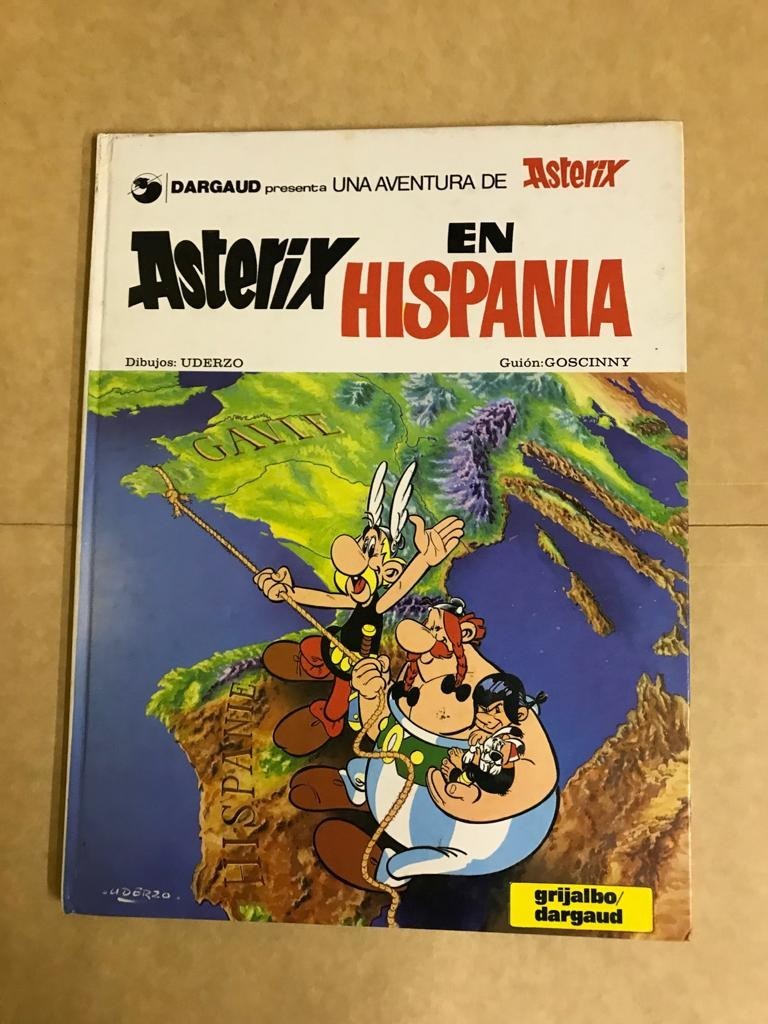 DARGAUD presenta UNA AVENTURA DE Asterix
Asterix EN HISPANIA
Dibujos: UDERZO
Guión: GOSCINNY
GAVLE
HISPANIE
UDERZO
grijalbo/
dargaud